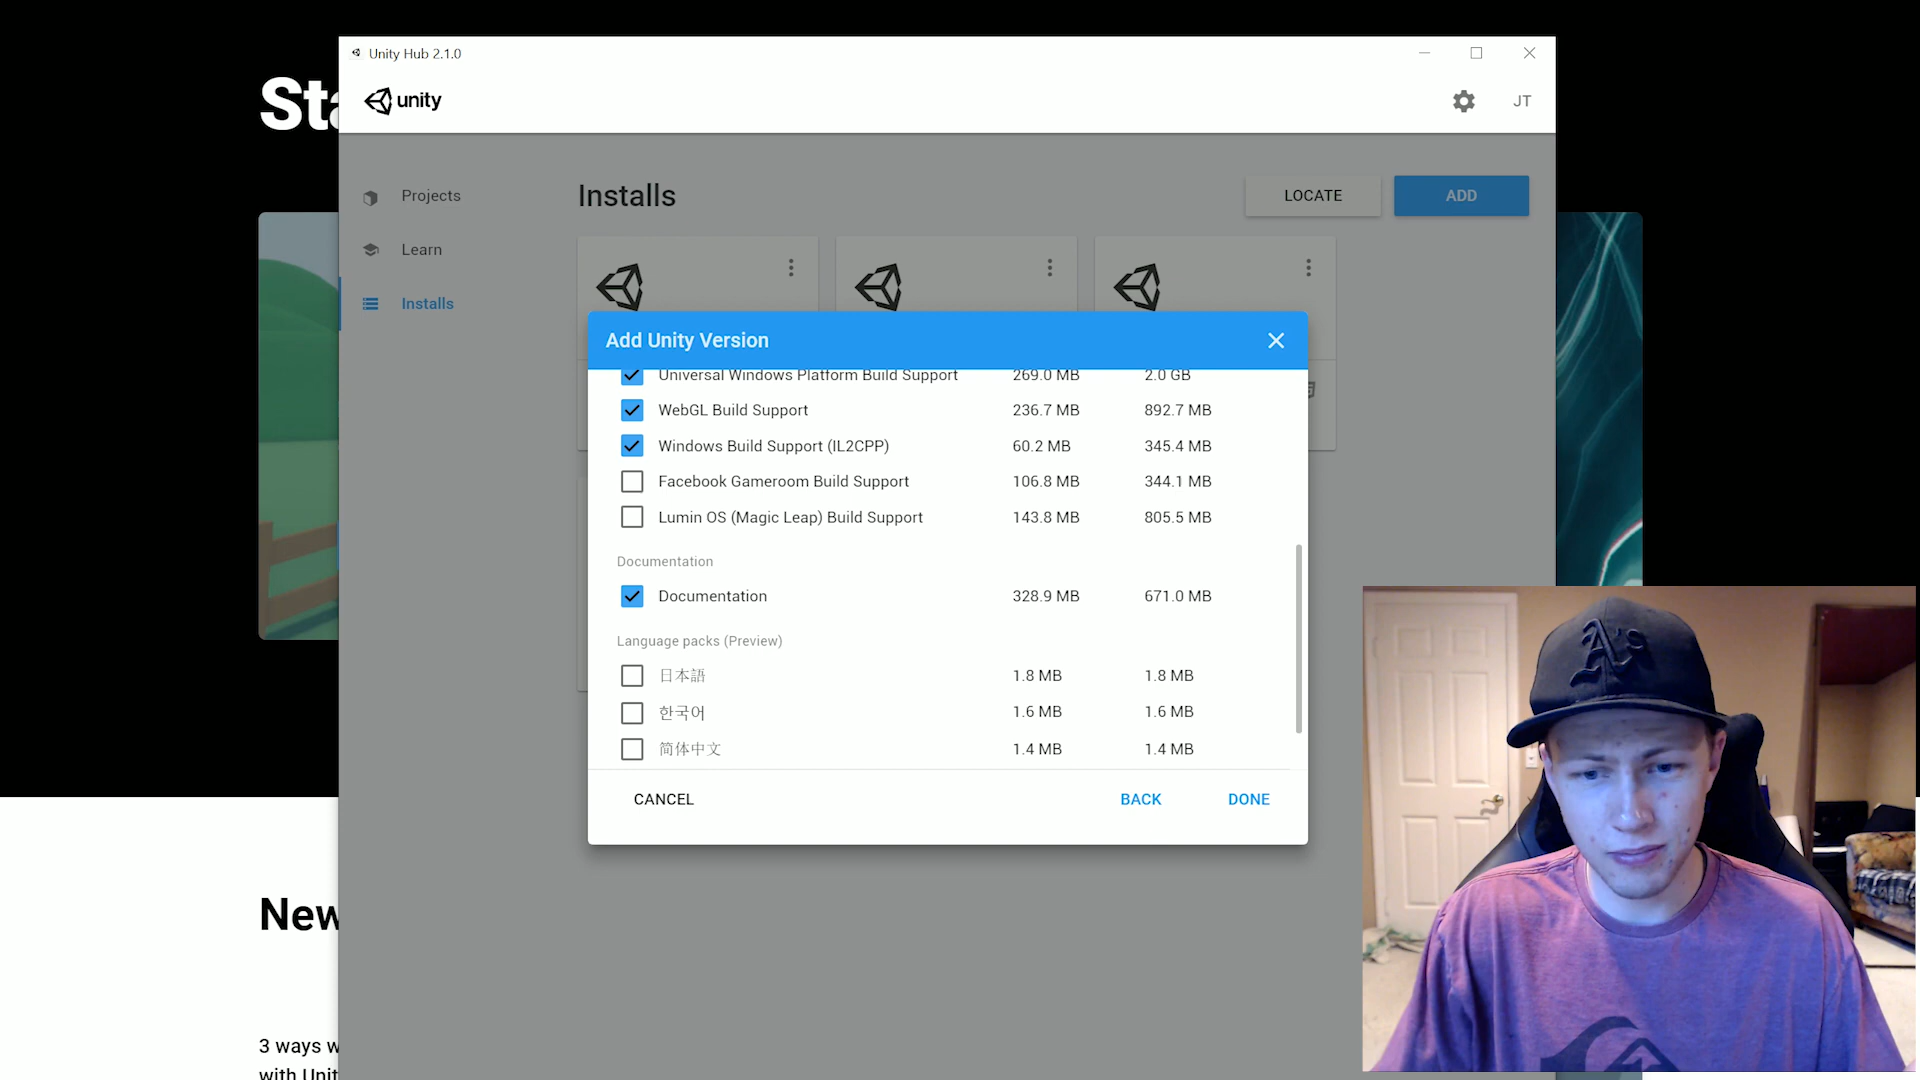 Sta
Unity Hub 2.1.0
unity
JT
Projects
Learn
Installs
Installs
LOCATE
ADD
Add Unity Version
Universal Windows Platform Build Support 269.0 MB 2.0 GB
WebGL Build Support 236.7 MB 892.7 MB
Windows Build Support (IL2CPP) 60.2 MB 345.4 MB
Facebook Gameroom Build Support 106.8 MB 344.1 MB
Lumin OS (Magic Leap) Build Support 143.8 MB 805.5 MB
Documentation
Documentation 328.9 MB 671.0 MB
Language packs (Preview)
日本語 1.8 MB 1.8 MB
한국어 1.6 MB 1.6 MB
简体中文 1.4 MB 1.4 MB
CANCEL
BACK
DONE
New
3 ways w
with Unit
A's